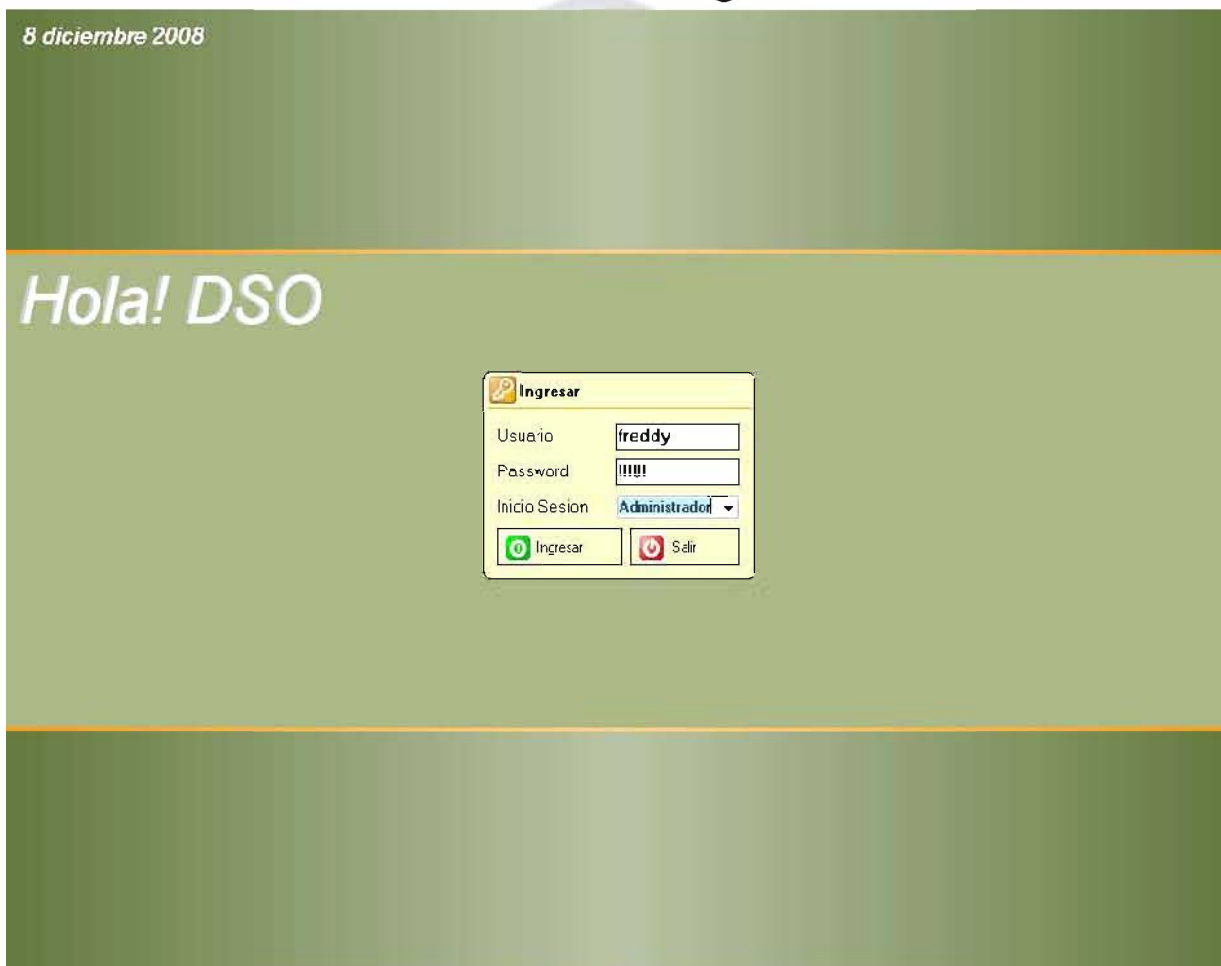 8 diciembre 2008
Hola! DSO
Ingresar
Usuario freddy
Password !!!!!!
Inicio Sesion Administrador
Ingresar Salir